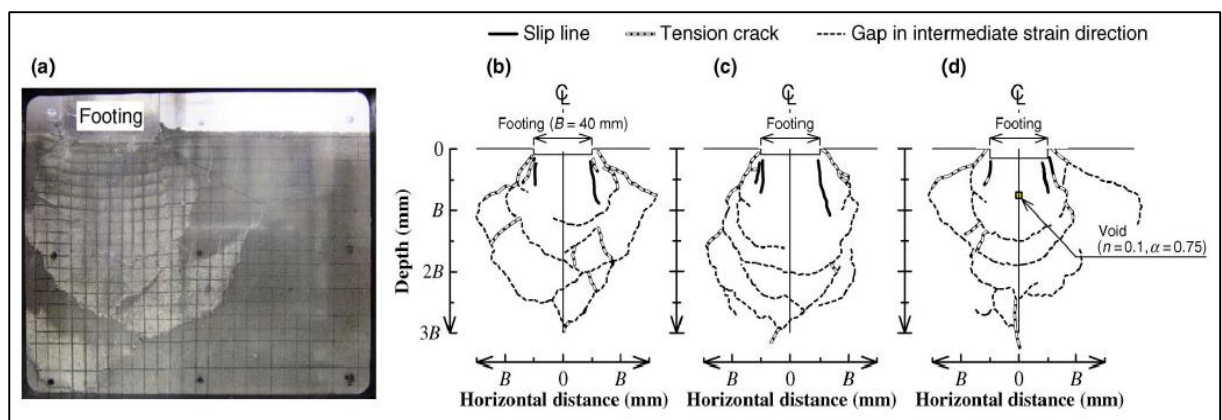 Slip line Tension crack Gap in intermediate strain direction
(a) (b) (c) (d)
Footing
℄ ℄ ℄
Footing (B = 40 mm) Footing Footing
0
B
2B
3B
Depth (mm)
Void
(n=0.1, α=0.75)
B 0 B B 0 B B 0 B
Horizontal distance (mm) Horizontal distance (mm) Horizontal distance (mm)